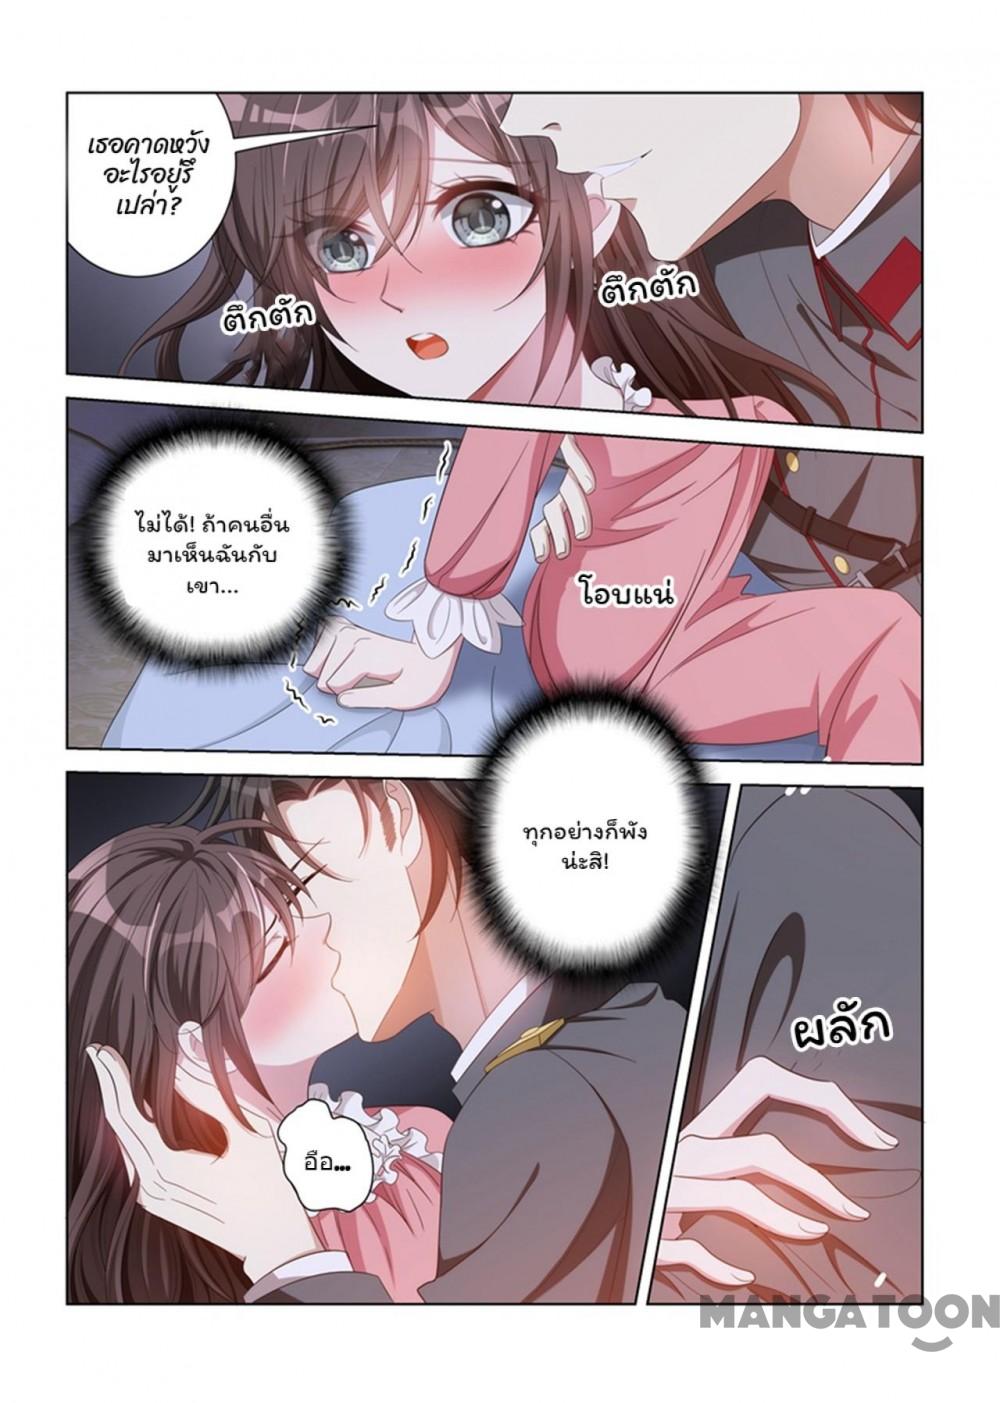 เธอคาดหวัง
อะไรอยู่รึ
เปล่า?
ตึกตัก
ตึกตัก
ไม่ได้! ถ้าคนอื่น
มาเห็นฉันกับ
เขา...
โอบแน่
ทุกอย่างก็พัง
น่ะสิ!
ผลัก
อือ...
MANGATOON